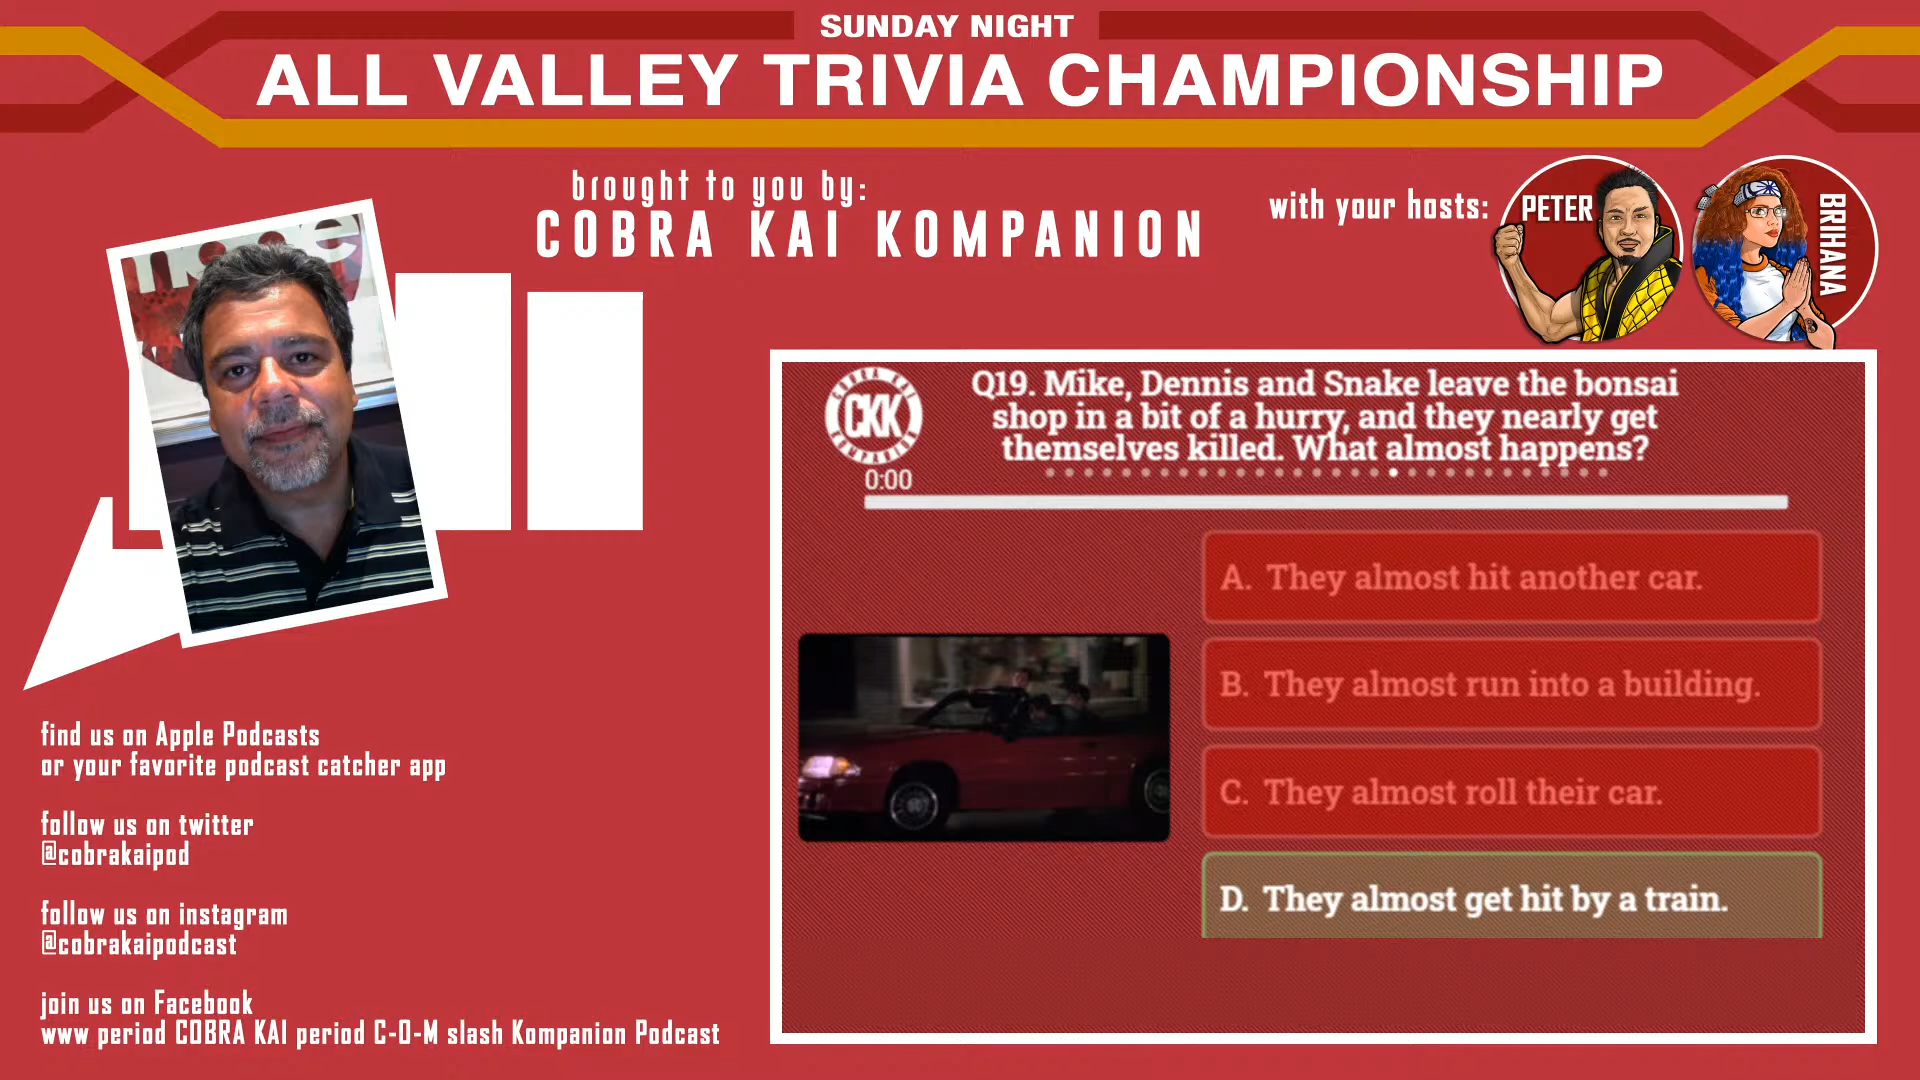 SUNDAY NIGHT
ALL VALLEY TRIVIA CHAMPIONSHIP
brought to you by:
COBRA KAI KOMPANION
with your hosts:
PETER
BRIHANA
COBRA KAI
CKK
KOMPANION
0:00
Q19. Mike, Dennis and Snake leave the bonsai
shop in a bit of a hurry, and they nearly get
themselves killed. What almost happens?
A. They almost hit another car.
B. They almost run into a building.
C. They almost roll their car.
D. They almost get hit by a train.
find us on Apple Podcasts
or your favorite podcast catcher app
follow us on twitter
@cobrakaipod
follow us on instagram
@cobrakaipodcast
join us on Facebook
www period COBRA KAI period C-O-M slash Kompanion Podcast